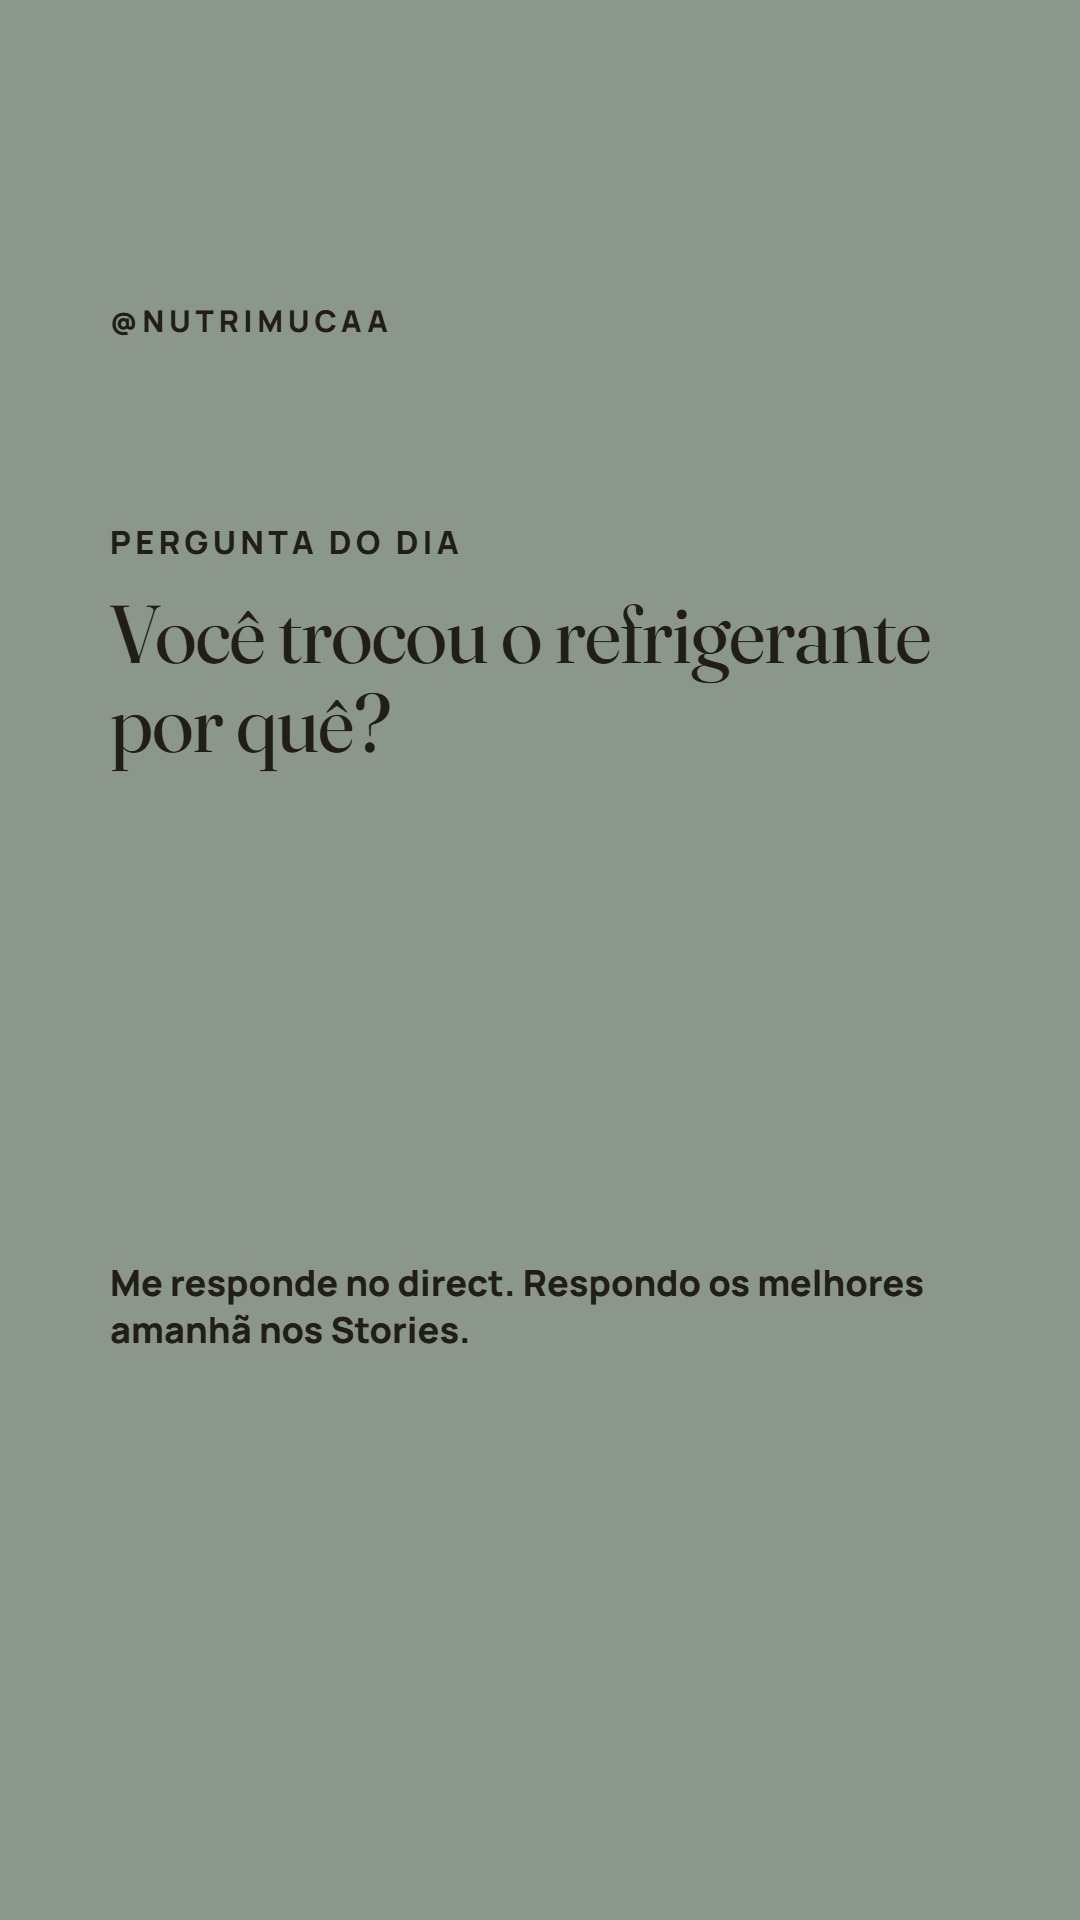 @NUTRIMUCAA
PERGUNTA DO DIA
Você trocou o refrigerante
por quê?
Me responde no direct. Respondo os melhores
amanhã nos Stories.